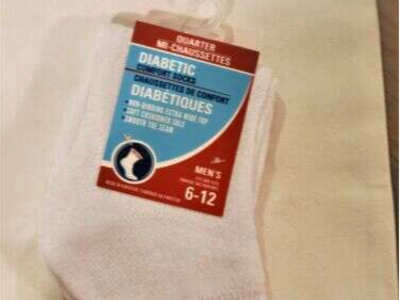 QUARTER
MI-CHAUSSETTES
DIABETIC
COMFORT SOCKS
CHAUSSETTES DE CONFORT
DIABÉTIQUES
• NON-BINDING EXTRA WIDE TOP
• SOFT CUSHIONED SOLE
• SMOOTH TOE SEAM
MEN'S
6-12